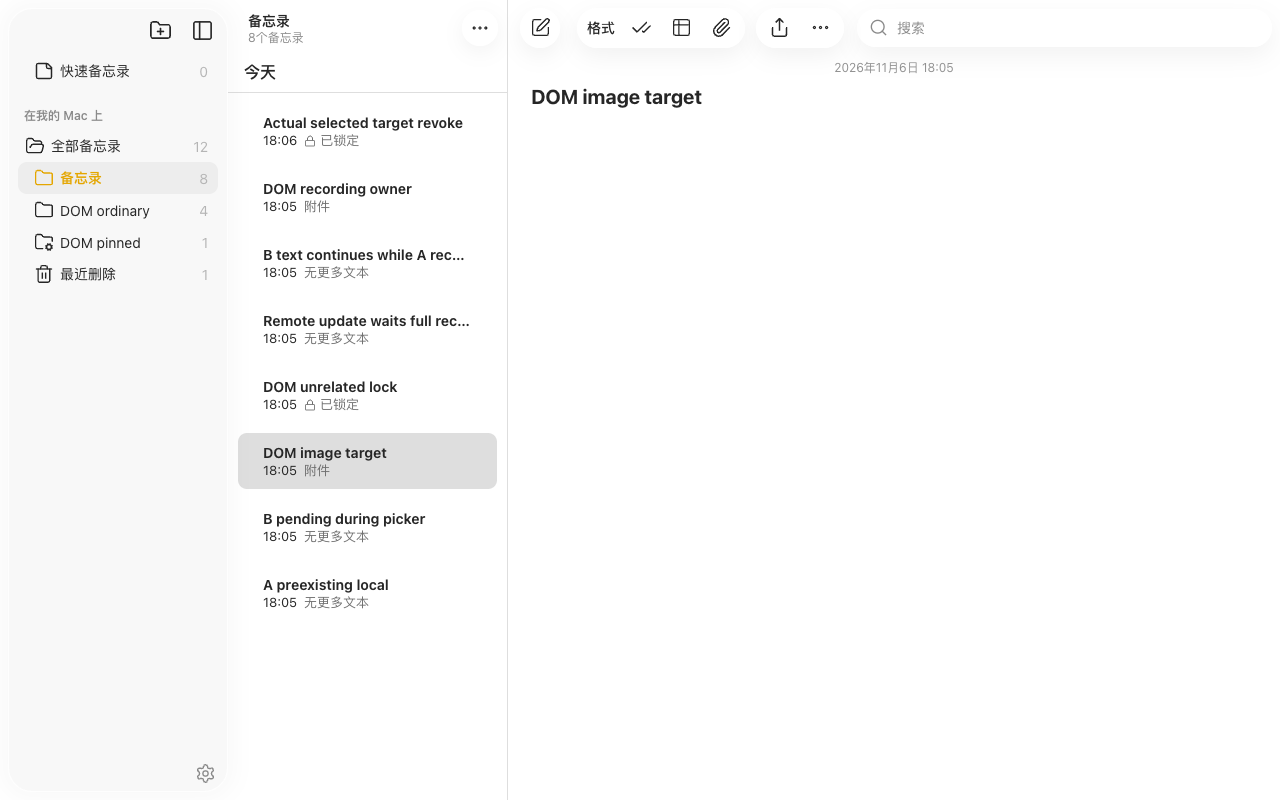 快速备忘录 0
在我的 Mac 上
全部备忘录 12
备忘录 8
DOM ordinary 4
DOM pinned 1
最近删除 1
备忘录
8个备忘录
今天
Actual selected target revoke
18:06 已锁定
DOM recording owner
18:05 附件
B text continues while A rec...
18:05 无更多文本
Remote update waits full rec...
18:05 无更多文本
DOM unrelated lock
18:05 已锁定
DOM image target
18:05 附件
B pending during picker
18:05 无更多文本
A preexisting local
18:05 无更多文本
格式
搜索
2026年11月6日 18:05
DOM image target